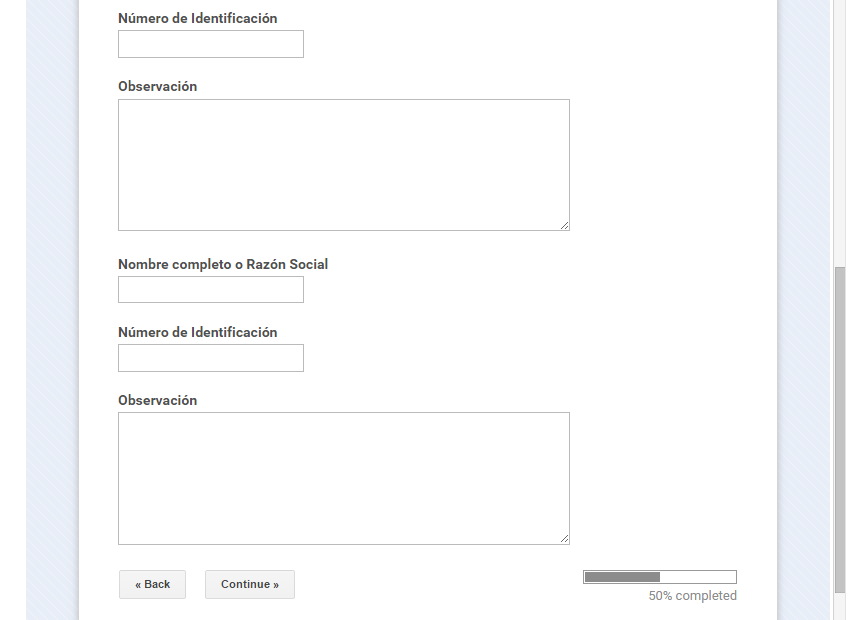 Número de Identificación
Observación
Nombre completo o Razón Social
Número de Identificación
Observación
« Back
Continue »
50% completed